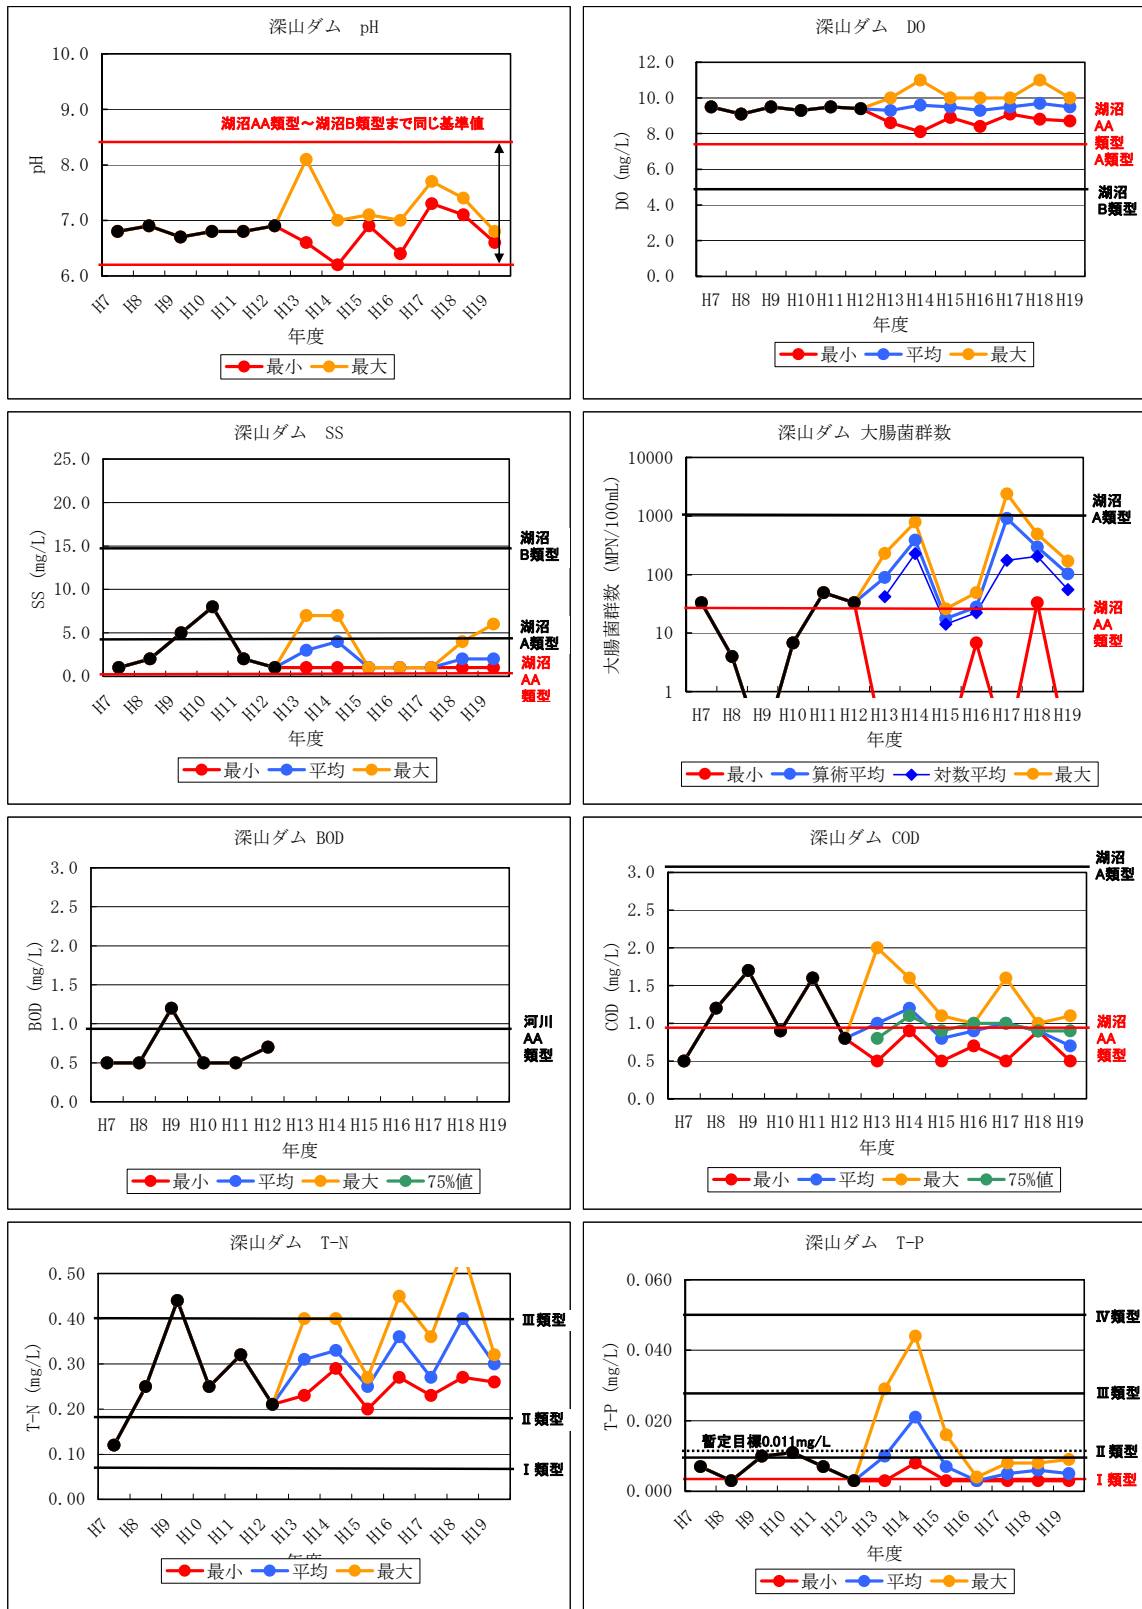 深山ダム　pH
10.0
9.0
8.0
7.0
6.0
pH
湖沼AA類型～湖沼B類型まで同じ基準値
H7 H8 H9 H10 H11 H12 H13 H14 H15 H16 H17 H18 H19
年度
最小 最大
深山ダム　DO
12.0
10.0
8.0
6.0
4.0
2.0
0.0
DO (mg/L)
湖沼
AA
類型
A類型
湖沼
B類型
H7 H8 H9 H10 H11 H12 H13 H14 H15 H16 H17 H18 H19
年度
最小 平均 最大
深山ダム　SS
25.0
20.0
15.0
10.0
5.0
0.0
SS (mg/L)
湖沼
B類型
湖沼
A類型
湖沼
AA
類型
H7 H8 H9 H10 H11 H12 H13 H14 H15 H16 H17 H18 H19
年度
最小 平均 最大
深山ダム 大腸菌群数
10000
1000
100
10
1
大腸菌群数 (MPN/100mL)
湖沼
A類型
湖沼
AA
類型
H7 H8 H9 H10 H11 H12 H13 H14 H15 H16 H17 H18 H19
年度
最小 算術平均 対数平均 最大
深山ダム BOD
3.0
2.5
2.0
1.5
1.0
0.5
0.0
BOD (mg/L)
河川
AA
類型
H7 H8 H9 H10 H11 H12 H13 H14 H15 H16 H17 H18 H19
年度
最小 平均 最大 75%値
深山ダム COD
3.0
2.5
2.0
1.5
1.0
0.5
0.0
COD (mg/L)
湖沼
A類型
湖沼
AA
類型
H7 H8 H9 H10 H11 H12 H13 H14 H15 H16 H17 H18 H19
年度
最小 平均 最大 75%値
深山ダム　T-N
0.50
0.40
0.30
0.20
0.10
0.00
T-N (mg/L)
Ⅲ類型
Ⅱ類型
Ⅰ類型
H7 H8 H9 H10 H11 H12 H13 H14 H15 H16 H17 H18 H19
年度
最小 平均 最大
深山ダム　T-P
0.060
0.040
0.020
0.000
T-P (mg/L)
暫定目標0.011mg/L
Ⅳ類型
Ⅲ類型
Ⅱ類型
Ⅰ類型
H7 H8 H9 H10 H11 H12 H13 H14 H15 H16 H17 H18 H19
年度
最小 平均 最大